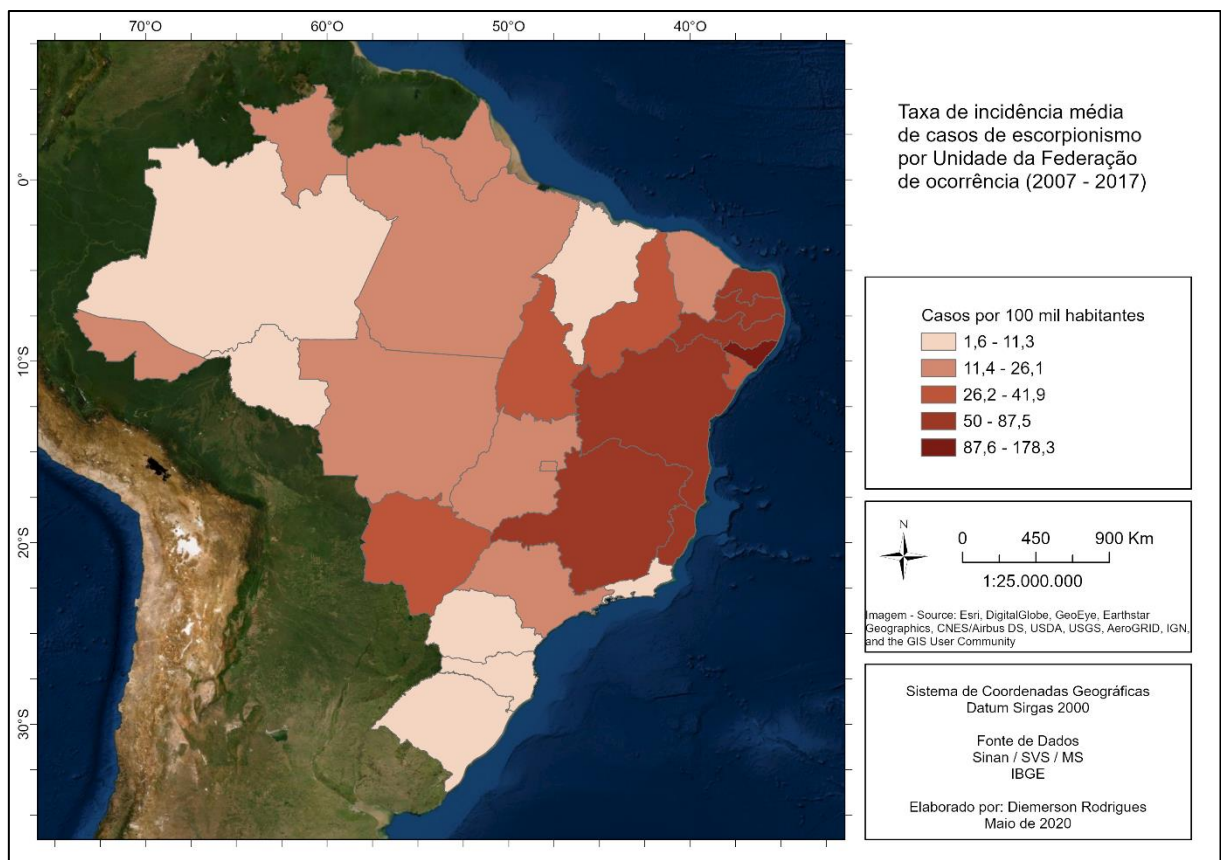 70°O 60°O 50°O 40°O
0°
10°S
20°S
30°S
Taxa de incidência média
de casos de escorpionismo
por Unidade da Federação
de ocorrência (2007 - 2017)
Casos por 100 mil habitantes
1,6 - 11,3
11,4 - 26,1
26,2 - 41,9
50 - 87,5
87,6 - 178,3
N
0 450 900 Km
1:25.000.000
Imagem - Source: Esri, DigitalGlobe, GeoEye, Earthstar
Geographics, CNES/Airbus DS, USDA, USGS, AeroGRID, IGN,
and the GIS User Community
Sistema de Coordenadas Geográficas
Datum Sirgas 2000
Fonte de Dados
Sinan / SVS / MS
IBGE
Elaborado por: Diemerson Rodrigues
Maio de 2020